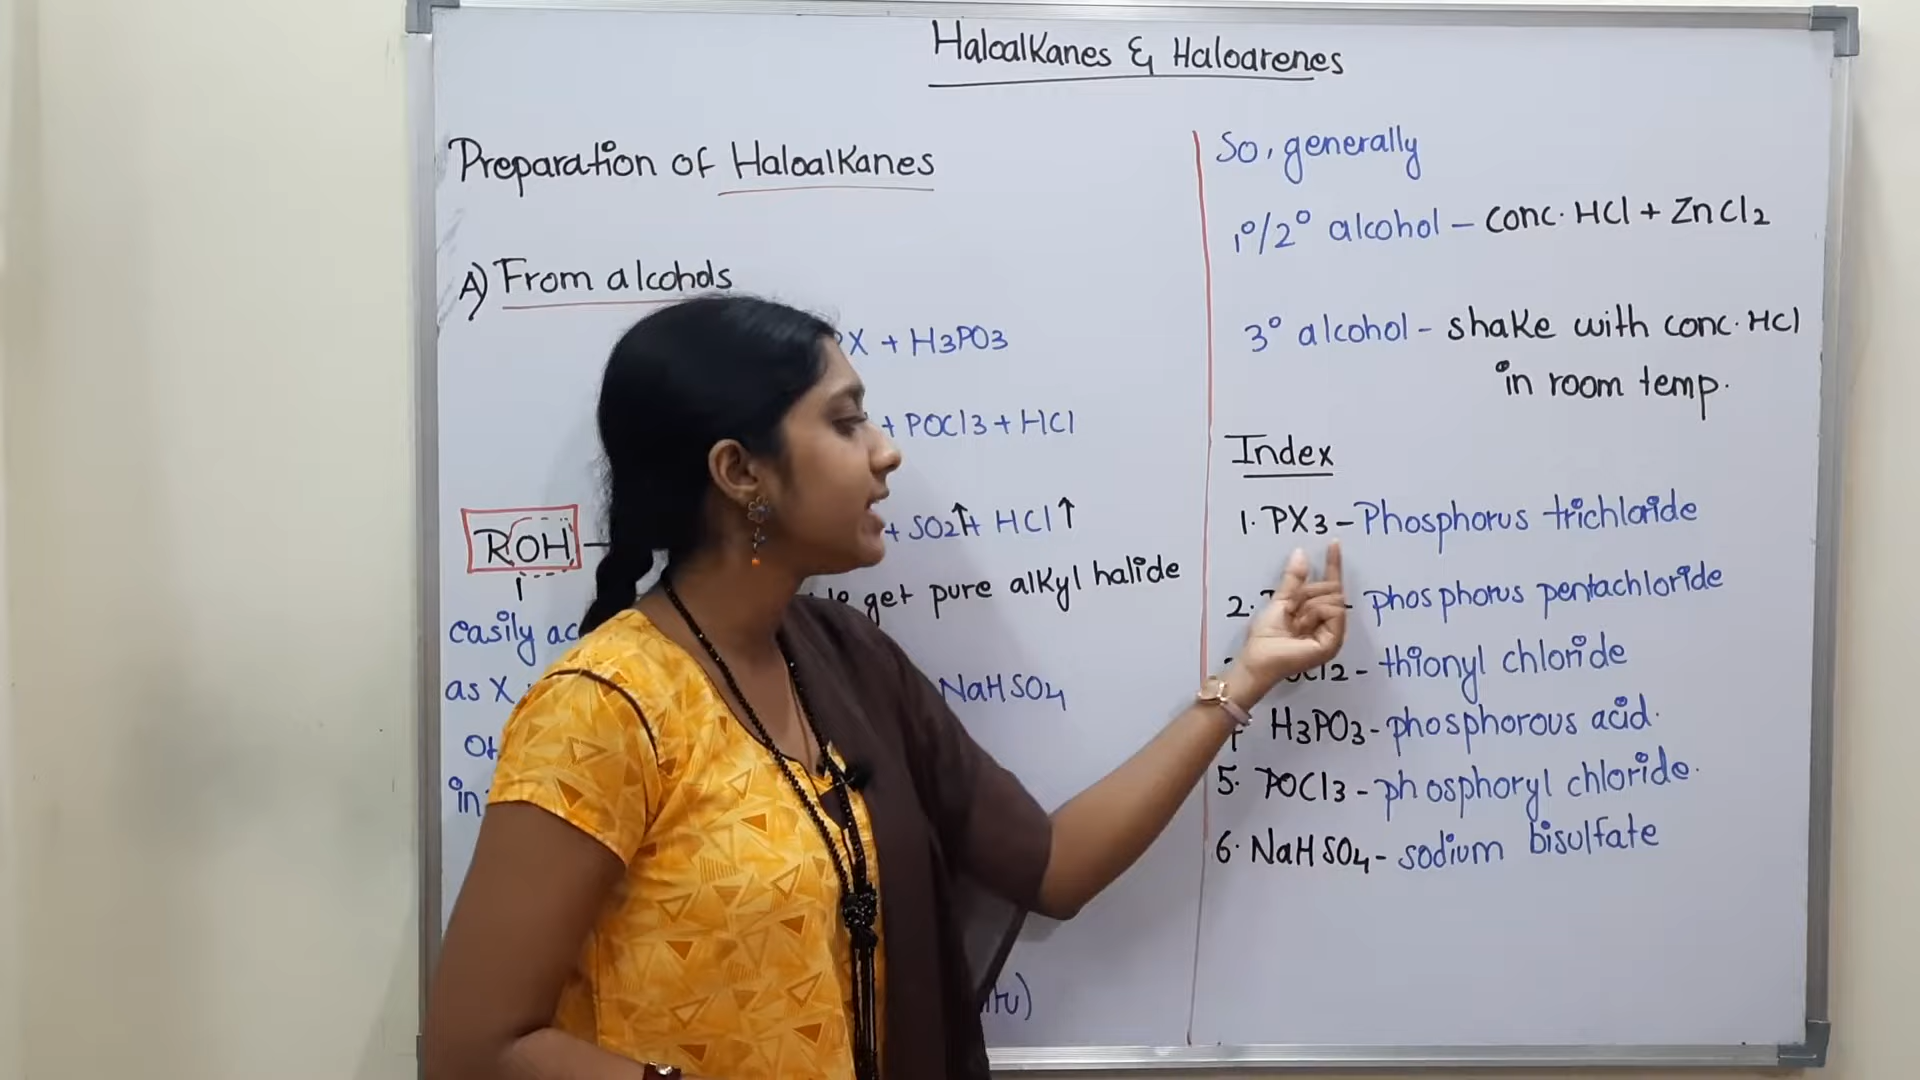 Haloalkanes & Haloarenes
Preparation of Haloalkanes
A) From alcohols
X + H3PO3
+ POCl3 + HCl
ROH
+ SO2↑ + HCl↑
get pure alkyl halide
easily
as X
NaHSO4
in
So, generally
1°/2° alcohol – conc. HCl + ZnCl2
3° alcohol – shake with conc. HCl
in room temp.
Index
1. PX3 – Phosphorus trichloride
2. – phosphorus pentachloride
Cl2 – thionyl chloride
H3PO3 – phosphorous acid.
5. POCl3 – phosphoryl chloride.
6. NaHSO4 – sodium bisulfate